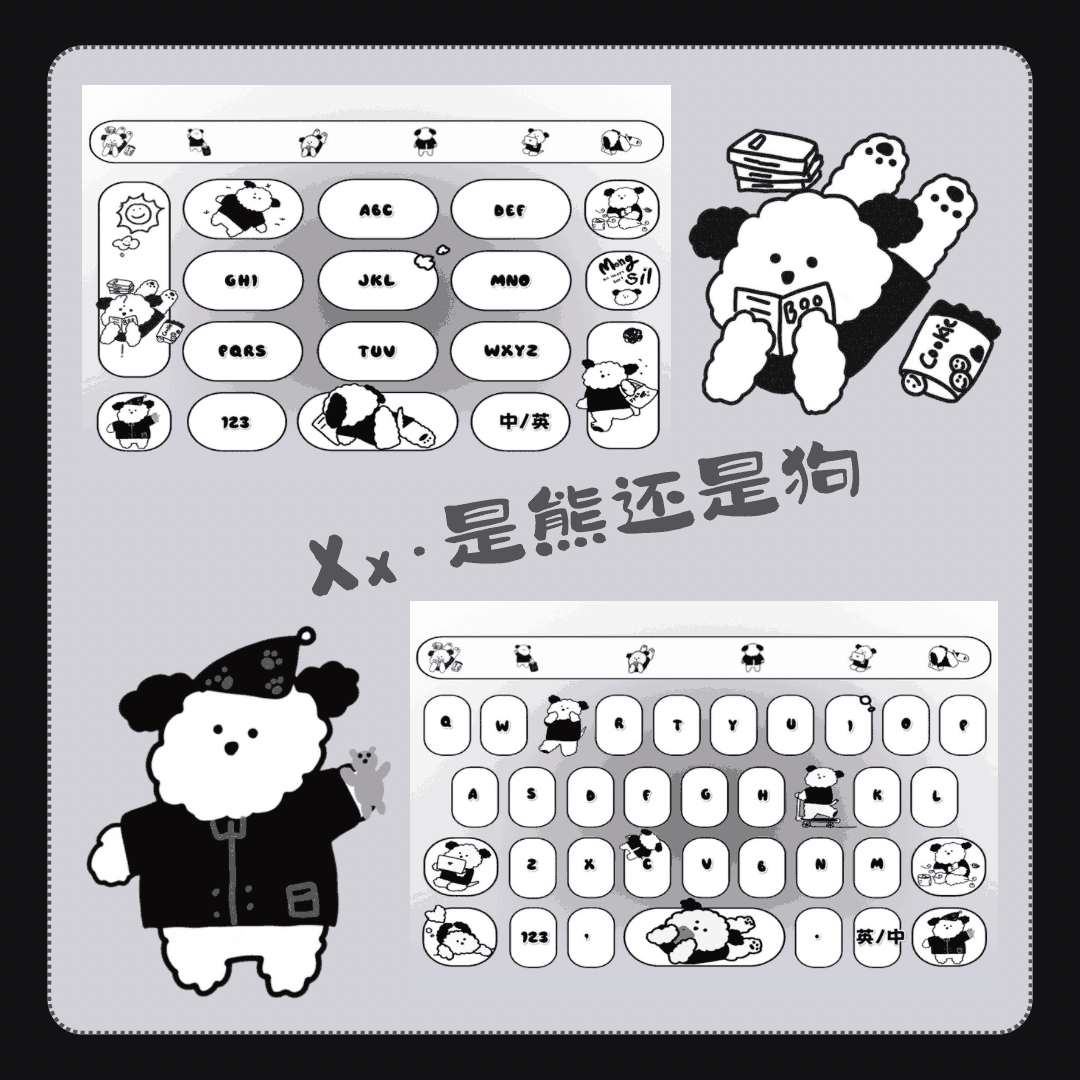 ABC
DEF
Mong
Sil
GHI
JKL
MNO
PQRS
TUV
WXYZ
123
中/英
BOO
Cookie
Xx·是熊还是狗
Q W R T Y U I O P
A S D F G H K L
Z X C V B N M
123 , . 英/中